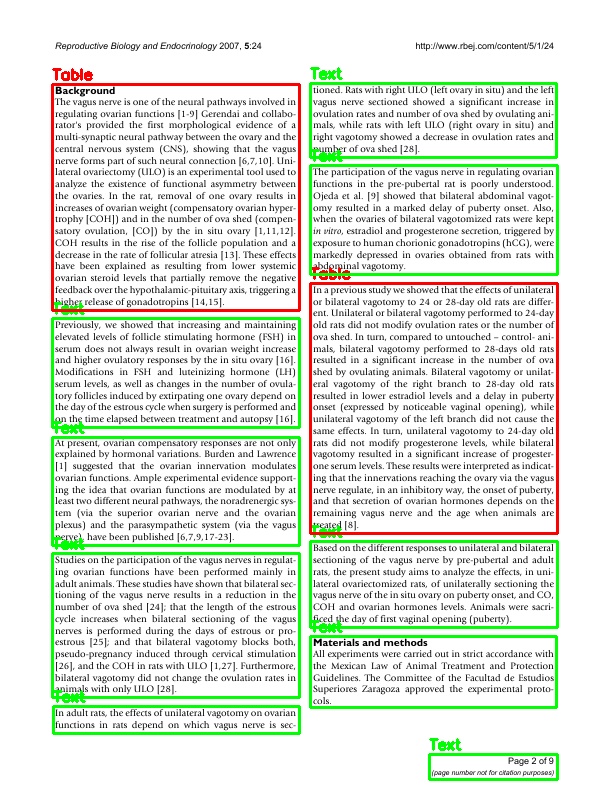 Reproductive Biology and Endocrinology 2007, 5:24
http://www.rbej.com/content/5/1/24
Table
Background
The vagus nerve is one of the neural pathways involved in
regulating ovarian functions [1-9] Gerendai and collabo-
rator's provided the first morphological evidence of a
multi-synaptic neural pathway between the ovary and the
central nervous system (CNS), showing that the vagus
nerve forms part of such neural connection [6,7,10]. Uni-
lateral ovariectomy (ULO) is an experimental tool used to
analyze the existence of functional asymmetry between
the ovaries. In the rat, removal of one ovary results in
increases of ovarian weight (compensatory ovarian hyper-
trophy [COH]) and in the number of ova shed (compen-
satory ovulation, [CO]) by the in situ ovary [1,11,12].
COH results in the rise of the follicle population and a
decrease in the rate of follicular atresia [13]. These effects
have been explained as resulting from lower systemic
ovarian steroid levels that partially remove the negative
feedback over the hypothalamic-pituitary axis, triggering a
higher release of gonadotropins [14,15].
Text
Previously, we showed that increasing and maintaining
elevated levels of follicle stimulating hormone (FSH) in
serum does not always result in ovarian weight increase
and higher ovulatory responses by the in situ ovary [16].
Modifications in FSH and luteinizing hormone (LH)
serum levels, as well as changes in the number of ovula-
tory follicles induced by extirpating one ovary depend on
the day of the estrous cycle when surgery is performed and
on the time elapsed between treatment and autopsy [16].
Text
At present, ovarian compensatory responses are not only
explained by hormonal variations. Burden and Lawrence
[1] suggested that the ovarian innervation modulates
ovarian functions. Ample experimental evidence support-
ing the idea that ovarian functions are modulated by at
least two different neural pathways, the noradrenergic sys-
tem (via the superior ovarian nerve and the ovarian
plexus) and the parasympathetic system (via the vagus
nerve), have been published [6,7,9,17-23].
Text
Studies on the participation of the vagus nerves in regulat-
ing ovarian functions have been performed mainly in
adult animals. These studies have shown that bilateral sec-
tioning of the vagus nerve results in a reduction in the
number of ova shed [24]; that the length of the estrous
cycle increases when bilateral sectioning of the vagus
nerves is performed during the days of estrous or pro-
estrous [25]; and that bilateral vagotomy blocks both,
pseudo-pregnancy induced through cervical stimulation
[26], and the COH in rats with ULO [1,27]. Furthermore,
bilateral vagotomy did not change the ovulation rates in
animals with only ULO [28].
Text
In adult rats, the effects of unilateral vagotomy on ovarian
functions in rats depend on which vagus nerve is sec-
Text
tioned. Rats with right ULO (left ovary in situ) and the left
vagus nerve sectioned showed a significant increase in
ovulation rates and number of ova shed by ovulating ani-
mals, while rats with left ULO (right ovary in situ) and
right vagotomy showed a decrease in ovulation rates and
number of ova shed [28].
Text
The participation of the vagus nerve in regulating ovarian
functions in the pre-pubertal rat is poorly understood.
Ojeda et al. [9] showed that bilateral abdominal vagot-
omy resulted in a marked delay of puberty onset. Also,
when the ovaries of bilateral vagotomized rats were kept
in vitro, estradiol and progesterone secretion, triggered by
exposure to human chorionic gonadotropins (hCG), were
markedly depressed in ovaries obtained from rats with
abdominal vagotomy.
Table
In a previous study we showed that the effects of unilateral
or bilateral vagotomy to 24 or 28-day old rats are differ-
ent. Unilateral or bilateral vagotomy performed to 24-day
old rats did not modify ovulation rates or the number of
ova shed. In turn, compared to untouched – control- ani-
mals, bilateral vagotomy performed to 28-days old rats
resulted in a significant increase in the number of ova
shed by ovulating animals. Bilateral vagotomy or unilat-
eral vagotomy of the right branch to 28-day old rats
resulted in lower estradiol levels and a delay in puberty
onset (expressed by noticeable vaginal opening), while
unilateral vagotomy of the left branch did not cause the
same effects. In turn, unilateral vagotomy to 24-day old
rats did not modify progesterone levels, while bilateral
vagotomy resulted in a significant increase of progester-
one serum levels. These results were interpreted as indicat-
ing that the innervations reaching the ovary via the vagus
nerve regulate, in an inhibitory way, the onset of puberty,
and that secretion of ovarian hormones depends on the
remaining vagus nerve and the age when animals are
treated [8].
Text
Based on the different responses to unilateral and bilateral
sectioning of the vagus nerve by pre-pubertal and adult
rats, the present study aims to analyze the effects, in uni-
lateral ovariectomized rats, of unilaterally sectioning the
vagus nerve of the in situ ovary on puberty onset, and CO,
COH and ovarian hormones levels. Animals were sacri-
ficed the day of first vaginal opening (puberty).
Text
Materials and methods
All experiments were carried out in strict accordance with
the Mexican Law of Animal Treatment and Protection
Guidelines. The Committee of the Facultad de Estudios
Superiores Zaragoza approved the experimental proto-
cols.
Text
Page 2 of 9
(page number not for citation purposes)